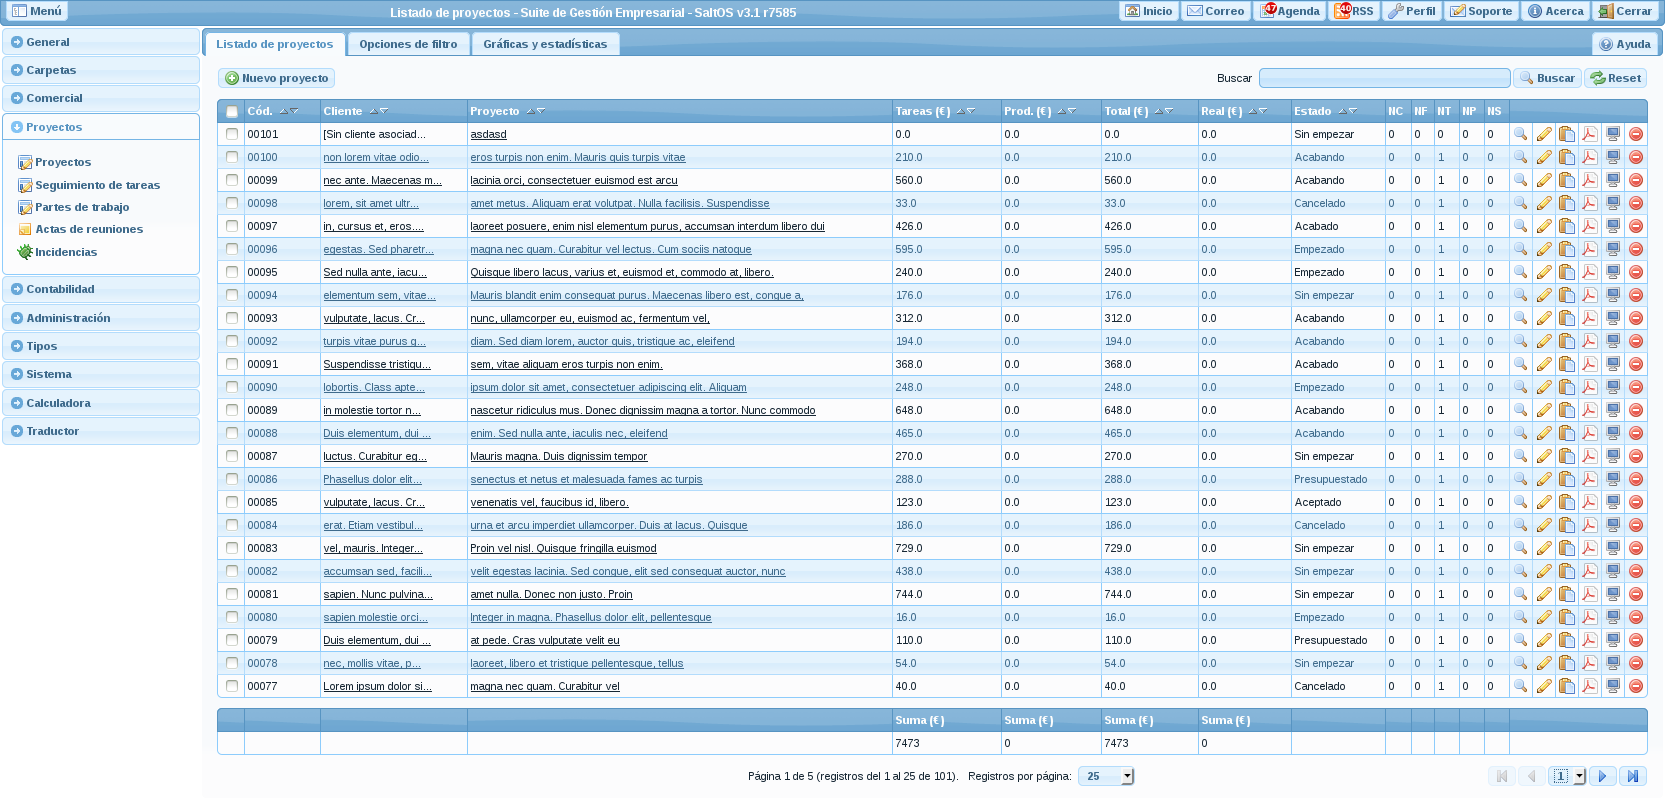 Menú
Listado de proyectos - Suite de Gestión Empresarial - SaltOS v3.1 r7585
Inicio Correo 47 Agenda 40 RSS Perfil Soporte Acerca Cerrar
General
Carpetas
Comercial
Proyectos
Proyectos
Seguimiento de tareas
Partes de trabajo
Actas de reuniones
Incidencias
Contabilidad
Administración
Tipos
Sistema
Calculadora
Traductor
Listado de proyectos Opciones de filtro Gráficas y estadísticas Ayuda
Nuevo proyecto Buscar Buscar Reset
Cód. Cliente Proyecto Tareas (€) Prod. (€) Total (€) Real (€) Estado NC NF NT NP NS
00101 [Sin cliente asociad... asdasd 0.0 0.0 0.0 0.0 Sin empezar 0 0 0 0 0
00100 non lorem vitae odio... eros turpis non enim. Mauris quis turpis vitae 210.0 0.0 210.0 0.0 Acabando 0 0 1 0 0
00099 nec ante. Maecenas m... lacinia orci, consectetuer euismod est arcu 560.0 0.0 560.0 0.0 Acabando 0 0 1 0 0
00098 lorem, sit amet ultr... amet metus. Aliquam erat volutpat. Nulla facilisis. Suspendisse 33.0 0.0 33.0 0.0 Cancelado 0 0 1 0 0
00097 in, cursus et, eros.... laoreet posuere, enim nisl elementum purus, accumsan interdum libero dui 426.0 0.0 426.0 0.0 Acabado 0 0 1 0 0
00096 egestas. Sed pharetr... magna nec quam. Curabitur vel lectus. Cum sociis natoque 595.0 0.0 595.0 0.0 Empezado 0 0 1 0 0
00095 Sed nulla ante, iacu... Quisque libero lacus, varius et, euismod et, commodo at, libero. 240.0 0.0 240.0 0.0 Empezado 0 0 1 0 0
00094 elementum sem, vitae... Mauris blandit enim consequat purus. Maecenas libero est, congue a, 176.0 0.0 176.0 0.0 Sin empezar 0 0 1 0 0
00093 vulputate, lacus. Cr... nunc, ullamcorper eu, euismod ac, fermentum vel, 312.0 0.0 312.0 0.0 Acabando 0 0 1 0 0
00092 turpis vitae purus g... diam. Sed diam lorem, auctor quis, tristique ac, eleifend 194.0 0.0 194.0 0.0 Acabando 0 0 1 0 0
00091 Suspendisse tristiqu... sem, vitae aliquam eros turpis non enim. 368.0 0.0 368.0 0.0 Acabado 0 0 1 0 0
00090 lobortis. Class apte... ipsum dolor sit amet, consectetuer adipiscing elit. Aliquam 248.0 0.0 248.0 0.0 Empezado 0 0 1 0 0
00089 in molestie tortor n... nascetur ridiculus mus. Donec dignissim magna a tortor. Nunc commodo 648.0 0.0 648.0 0.0 Acabando 0 0 1 0 0
00088 Duis elementum, dui ... enim. Sed nulla ante, iaculis nec, eleifend 465.0 0.0 465.0 0.0 Acabando 0 0 1 0 0
00087 luctus. Curabitur eg... Mauris magna. Duis dignissim tempor 270.0 0.0 270.0 0.0 Sin empezar 0 0 1 0 0
00086 Phasellus dolor elit... senectus et netus et malesuada fames ac turpis 288.0 0.0 288.0 0.0 Presupuestado 0 0 1 0 0
00085 vulputate, lacus. Cr... venenatis vel, faucibus id, libero. 123.0 0.0 123.0 0.0 Aceptado 0 0 1 0 0
00084 erat. Etiam vestibul... urna et arcu imperdiet ullamcorper. Duis at lacus. Quisque 186.0 0.0 186.0 0.0 Cancelado 0 0 1 0 0
00083 vel, mauris. Integer... Proin vel nisl. Quisque fringilla euismod 729.0 0.0 729.0 0.0 Sin empezar 0 0 1 0 0
00082 accumsan sed, facili... velit egestas lacinia. Sed congue, elit sed consequat auctor, nunc 438.0 0.0 438.0 0.0 Sin empezar 0 0 1 0 0
00081 sapien. Nunc pulvina... amet nulla. Donec non justo. Proin 744.0 0.0 744.0 0.0 Sin empezar 0 0 1 0 0
00080 sapien molestie orci... Integer in magna. Phasellus dolor elit, pellentesque 16.0 0.0 16.0 0.0 Empezado 0 0 1 0 0
00079 Duis elementum, dui ... at pede. Cras vulputate velit eu 110.0 0.0 110.0 0.0 Presupuestado 0 0 1 0 0
00078 nec, mollis vitae, p... laoreet, libero et tristique pellentesque, tellus 54.0 0.0 54.0 0.0 Sin empezar 0 0 1 0 0
00077 Lorem ipsum dolor si... magna nec quam. Curabitur vel 40.0 0.0 40.0 0.0 Cancelado 0 0 1 0 0
Suma (€) Suma (€) Suma (€) Suma (€)
7473 0 7473 0
Página 1 de 5 (registros del 1 al 25 de 101). Registros por página: 25 1